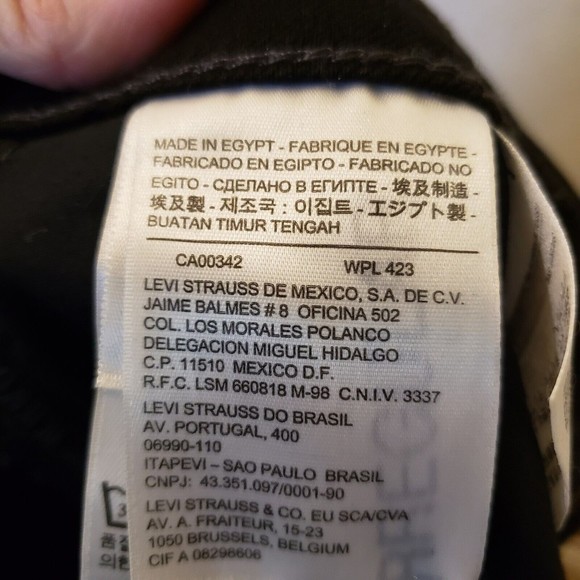 MADE IN EGYPT - FABRIQUE EN EGYPTE -
FABRICADO EN EGIPTO - FABRICADO NO
EGITO - СДЕЛАНО В ЕГИПТЕ - 埃及制造 -
埃及製 - 제조국 : 이집트 - エジプト製 -
BUATAN TIMUR TENGAH
CA00342 WPL 423
LEVI STRAUSS DE MEXICO, S.A. DE C.V.
JAIME BALMES # 8 OFICINA 502
COL. LOS MORALES POLANCO
DELEGACION MIGUEL HIDALGO
C.P. 11510 MEXICO D.F.
R.F.C. LSM 660818 M-98 C.N.I.V. 3337
LEVI STRAUSS DO BRASIL
AV. PORTUGAL, 400
06990-110
ITAPEVI – SAO PAULO BRASIL
CNPJ: 43.351.097/0001-90
LEVI STRAUSS & CO. EU SCA/CVA
AV. A. FRAITEUR, 15-23
1050 BRUSSELS, BELGIUM
CIF A 08298606